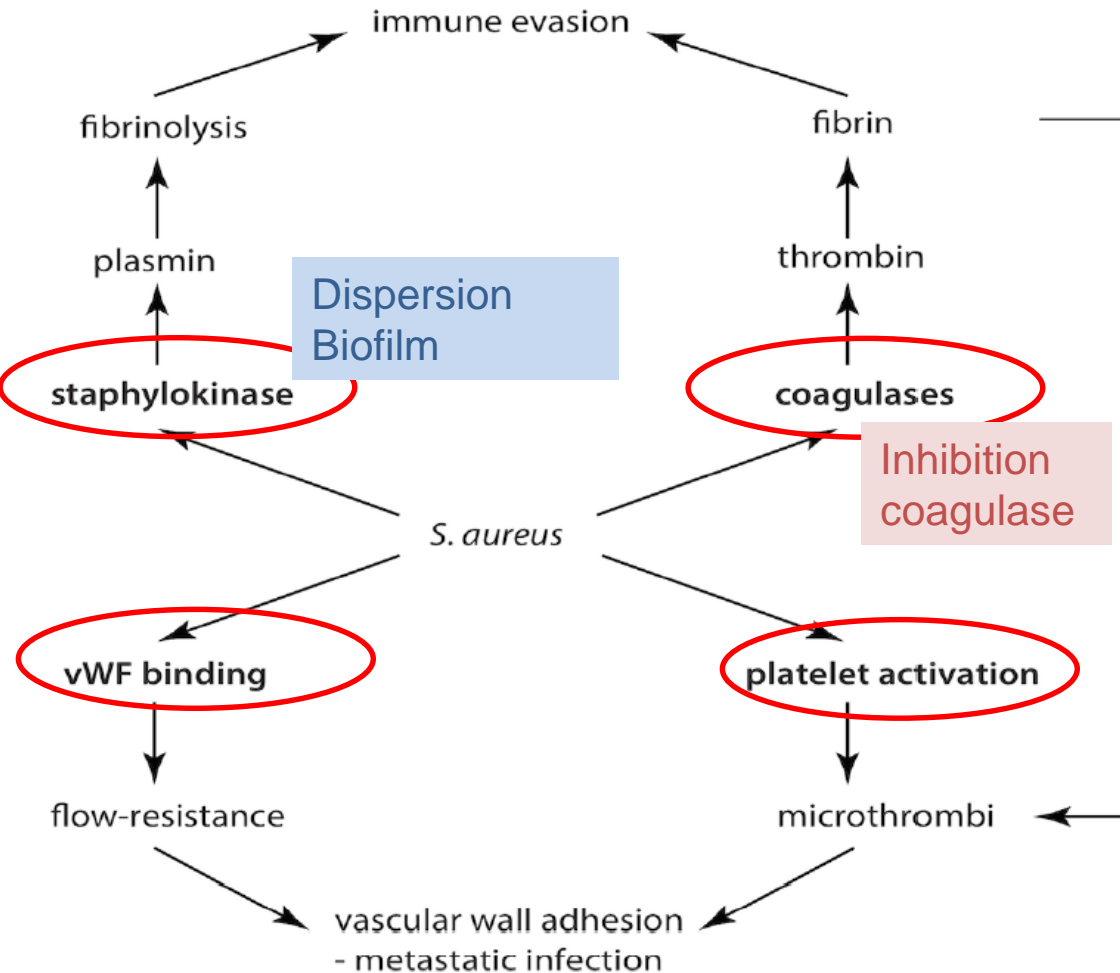 immune evasion
fibrinolysis
fibrin
plasmin
thrombin
Dispersion
Biofilm
staphylokinase
coagulases
Inhibition
coagulase
S. aureus
vWF binding
platelet activation
flow-resistance
microthrombi
vascular wall adhesion
- metastatic infection